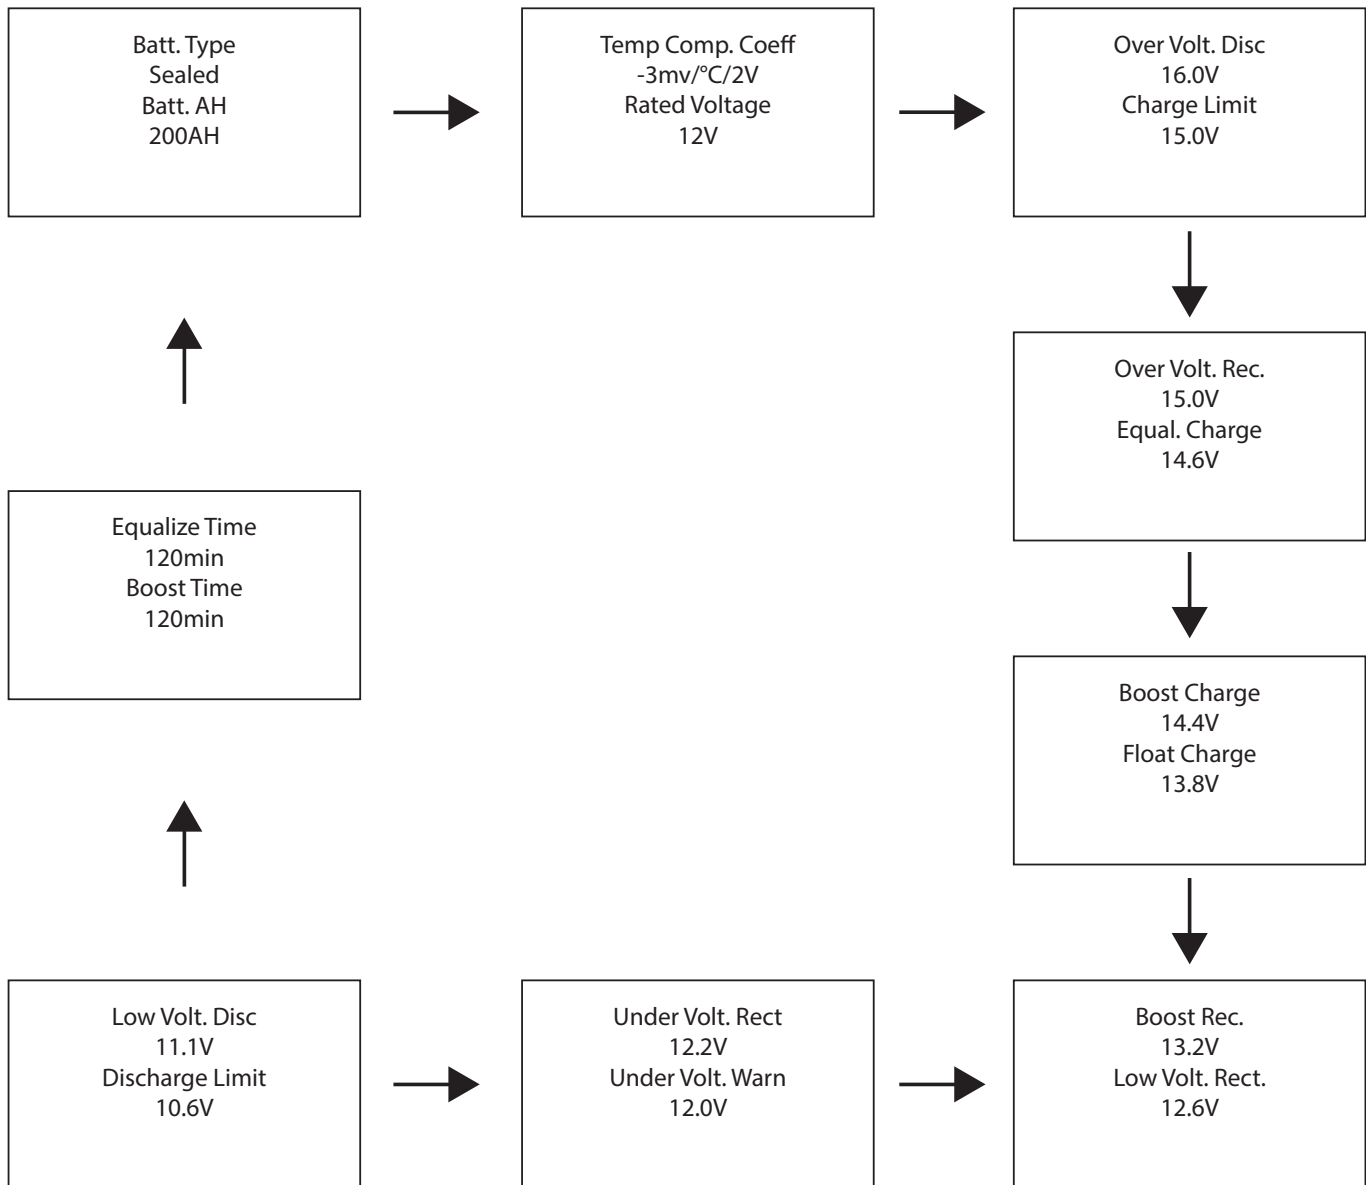 Batt. Type
Sealed
Batt. AH
200AH
Temp Comp. Coeff
-3mv/°C/2V
Rated Voltage
12V
Over Volt. Disc
16.0V
Charge Limit
15.0V
Over Volt. Rec.
15.0V
Equal. Charge
14.6V
Equalize Time
120min
Boost Time
120min
Boost Charge
14.4V
Float Charge
13.8V
Low Volt. Disc
11.1V
Discharge Limit
10.6V
Under Volt. Rect
12.2V
Under Volt. Warn
12.0V
Boost Rec.
13.2V
Low Volt. Rect.
12.6V